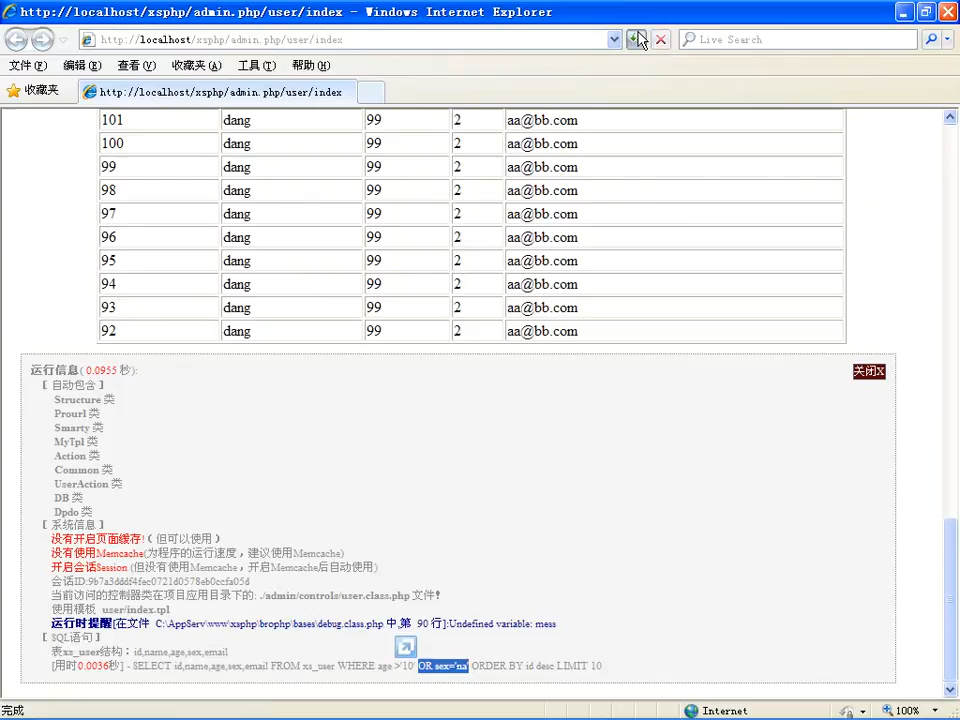 http://localhost/xsphp/admin.php/user/index - Windows Internet Explorer
http://localhost/xsphp/admin.php/user/index
Live Search
文件(F) 编辑(E) 查看(V) 收藏夹(A) 工具(T) 帮助(H)
收藏夹
http://localhost/xsphp/admin.php/user/index
101 dang 99 2 aa@bb.com
100 dang 99 2 aa@bb.com
99 dang 99 2 aa@bb.com
98 dang 99 2 aa@bb.com
97 dang 99 2 aa@bb.com
96 dang 99 2 aa@bb.com
95 dang 99 2 aa@bb.com
94 dang 99 2 aa@bb.com
93 dang 99 2 aa@bb.com
92 dang 99 2 aa@bb.com
运行信息( 0.0955 秒): 关闭X
[ 自动包含 ]
Structure 类
Prourl 类
Smarty 类
MyTpl 类
Action 类
Common 类
UserAction 类
DB 类
Dpdo 类
[ 系统信息 ]
没有开启页面缓存!( 但可以使用 )
没有使用Memcache(为程序的运行速度，建议使用Memcache)
开启会话Session (但没有使用Memcache，开启Memcache后自动使用)
会话ID:9b7a3dddf4fec0721d0578eb0ccfa05d
当前访问的控制器类在项目应用目录下的: ./admin/controls/user.class.php 文件!
使用模板 user/index.tpl
运行时提醒[在文件 C:\AppServ\www\xsphp\brophp\bases\debug.class.php 中,第 90 行]:Undefined variable: mess
[ SQL语句 ]
表xs_user结构：id,name,age,sex,email
[用时0.0036秒] - SELECT id,name,age,sex,email FROM xs_user WHERE age >'10' OR sex='na' ORDER BY id desc LIMIT 10
完成 Internet 100%